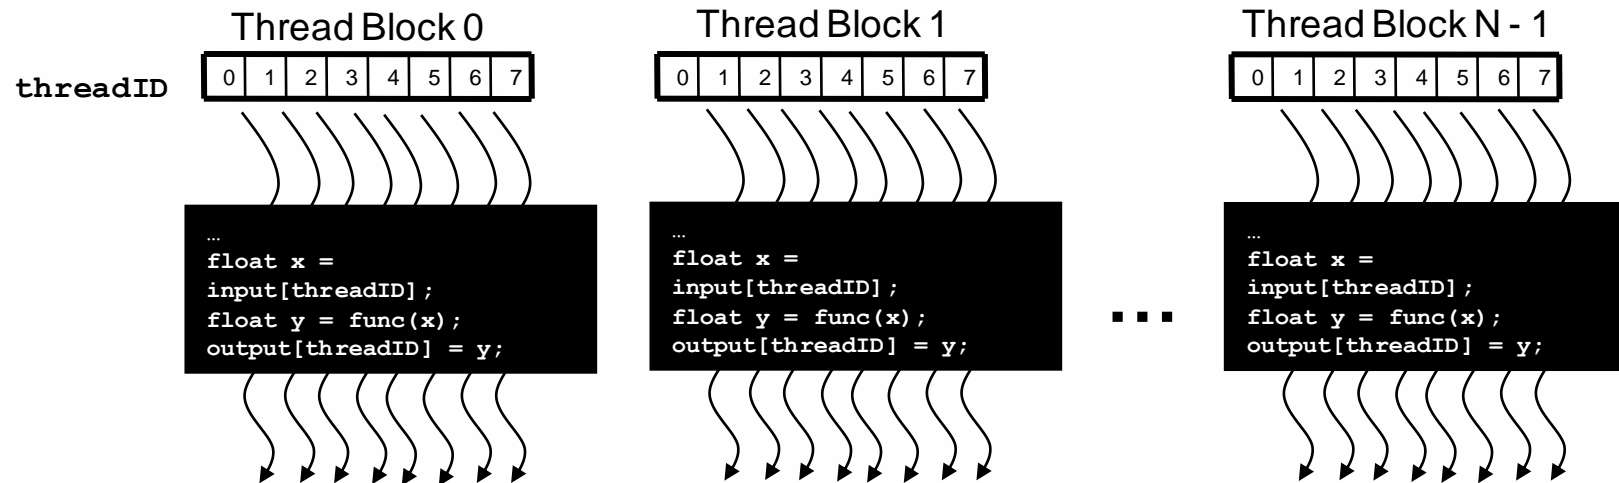 Thread Block 0
Thread Block 1
Thread Block N - 1
threadID
0 1 2 3 4 5 6 7
0 1 2 3 4 5 6 7
0 1 2 3 4 5 6 7
…
float x =
input[threadID];
float y = func(x);
output[threadID] = y;
…
float x =
input[threadID];
float y = func(x);
output[threadID] = y;
...
…
float x =
input[threadID];
float y = func(x);
output[threadID] = y;